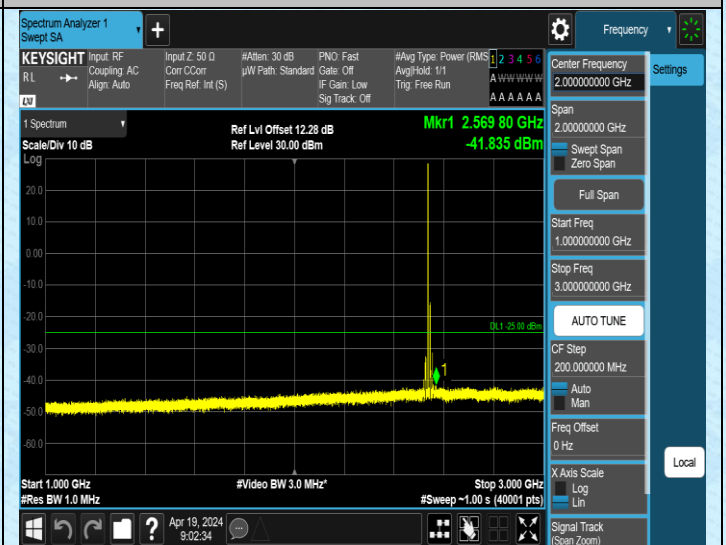 Spectrum Analyzer 1
Swept SA
+
Frequency
KEYSIGHT
RL
LXI
Input: RF
Coupling: AC
Align: Auto
Input Z: 50 Ω
Corr CCorr
Freq Ref: Int (S)
#Atten: 30 dB
µW Path: Standard
PNO: Fast
Gate: Off
IF Gain: Low
Sig Track: Off
#Avg Type: Power (RMS
Avg|Hold: 1/1
Trig: Free Run
1 2 3 4 5 6
A W W W W W
A A A A A A
1 Spectrum
Scale/Div 10 dB
Log
Ref Lvl Offset 12.28 dB
Ref Level 30.00 dBm
Mkr1 2.569 80 GHz
-41.835 dBm
20.0
10.0
0.00
-10.0
-20.0
DL1 -25.00 dBm
-30.0
1
-40.0
-50.0
-60.0
Start 1.000 GHz
#Res BW 1.0 MHz
#Video BW 3.0 MHz*
Stop 3.000 GHz
#Sweep ~1.00 s (40001 pts)
?
Apr 19, 2024
9:02:34
Center Frequency
2.000000000 GHz
Settings
Span
2.00000000 GHz
Swept Span
Zero Span
Full Span
Start Freq
1.000000000 GHz
Stop Freq
3.000000000 GHz
AUTO TUNE
CF Step
200.000000 MHz
Auto
Man
Freq Offset
0 Hz
X Axis Scale
Log
Lin
Local
Signal Track
(Span Zoom)